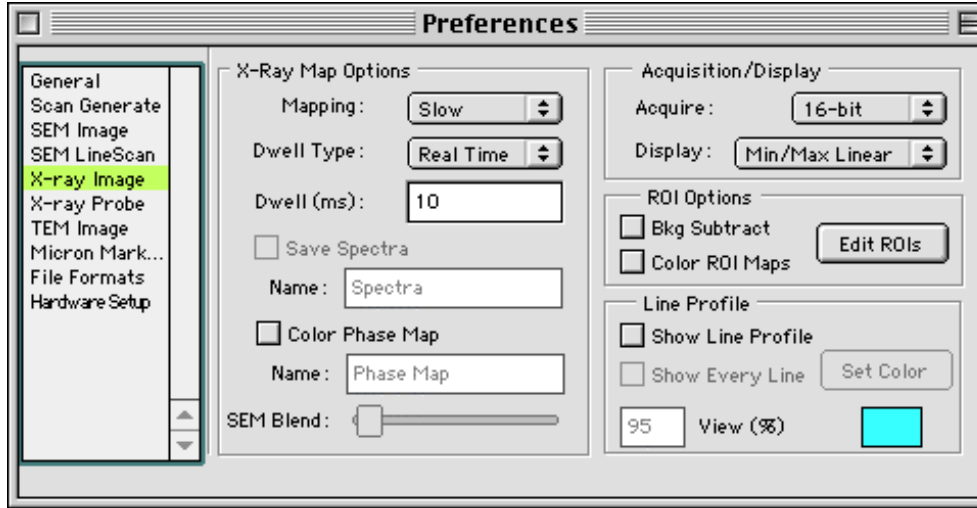 Preferences
General
Scan Generate
SEM Image
SEM LineScan
X-ray Image
X-ray Probe
TEM Image
Micron Mark...
File Formats
Hardware Setup
X-Ray Map Options
Mapping: Slow
Dwell Type: Real Time
Dwell (ms): 10
Save Spectra
Name: Spectra
Color Phase Map
Name: Phase Map
SEM Blend:
Acquisition/Display
Acquire: 16-bit
Display: Min/Max Linear
ROI Options
Bkg Subtract
Color ROI Maps
Edit ROIs
Line Profile
Show Line Profile
Show Every Line
Set Color
95 View (%)